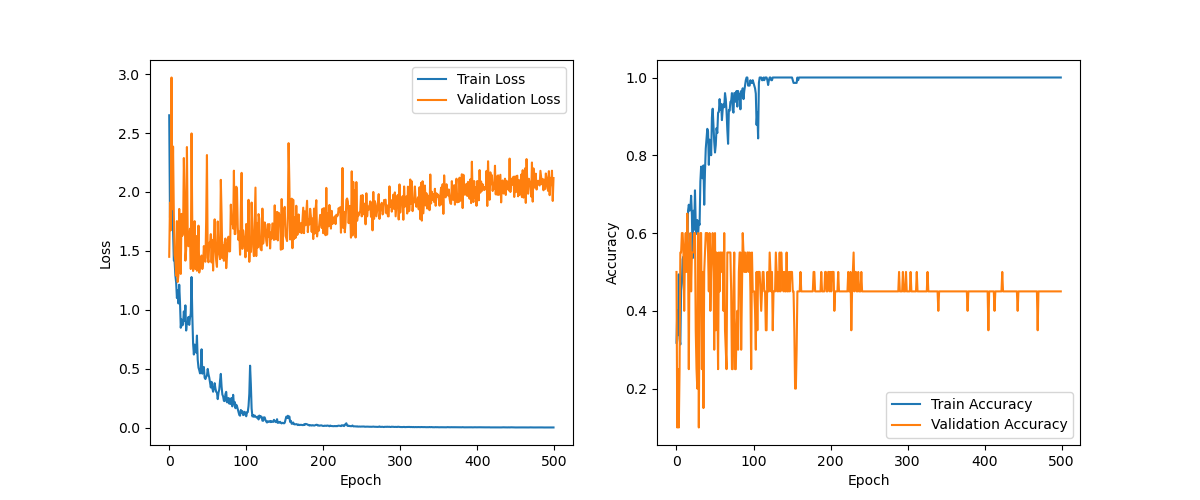 3.0
2.5
2.0
1.5
1.0
0.5
0.0
Loss
0 100 200 300 400 500
Epoch
Train Loss
Validation Loss
1.0
0.8
0.6
0.4
0.2
Accuracy
0 100 200 300 400 500
Epoch
Train Accuracy
Validation Accuracy